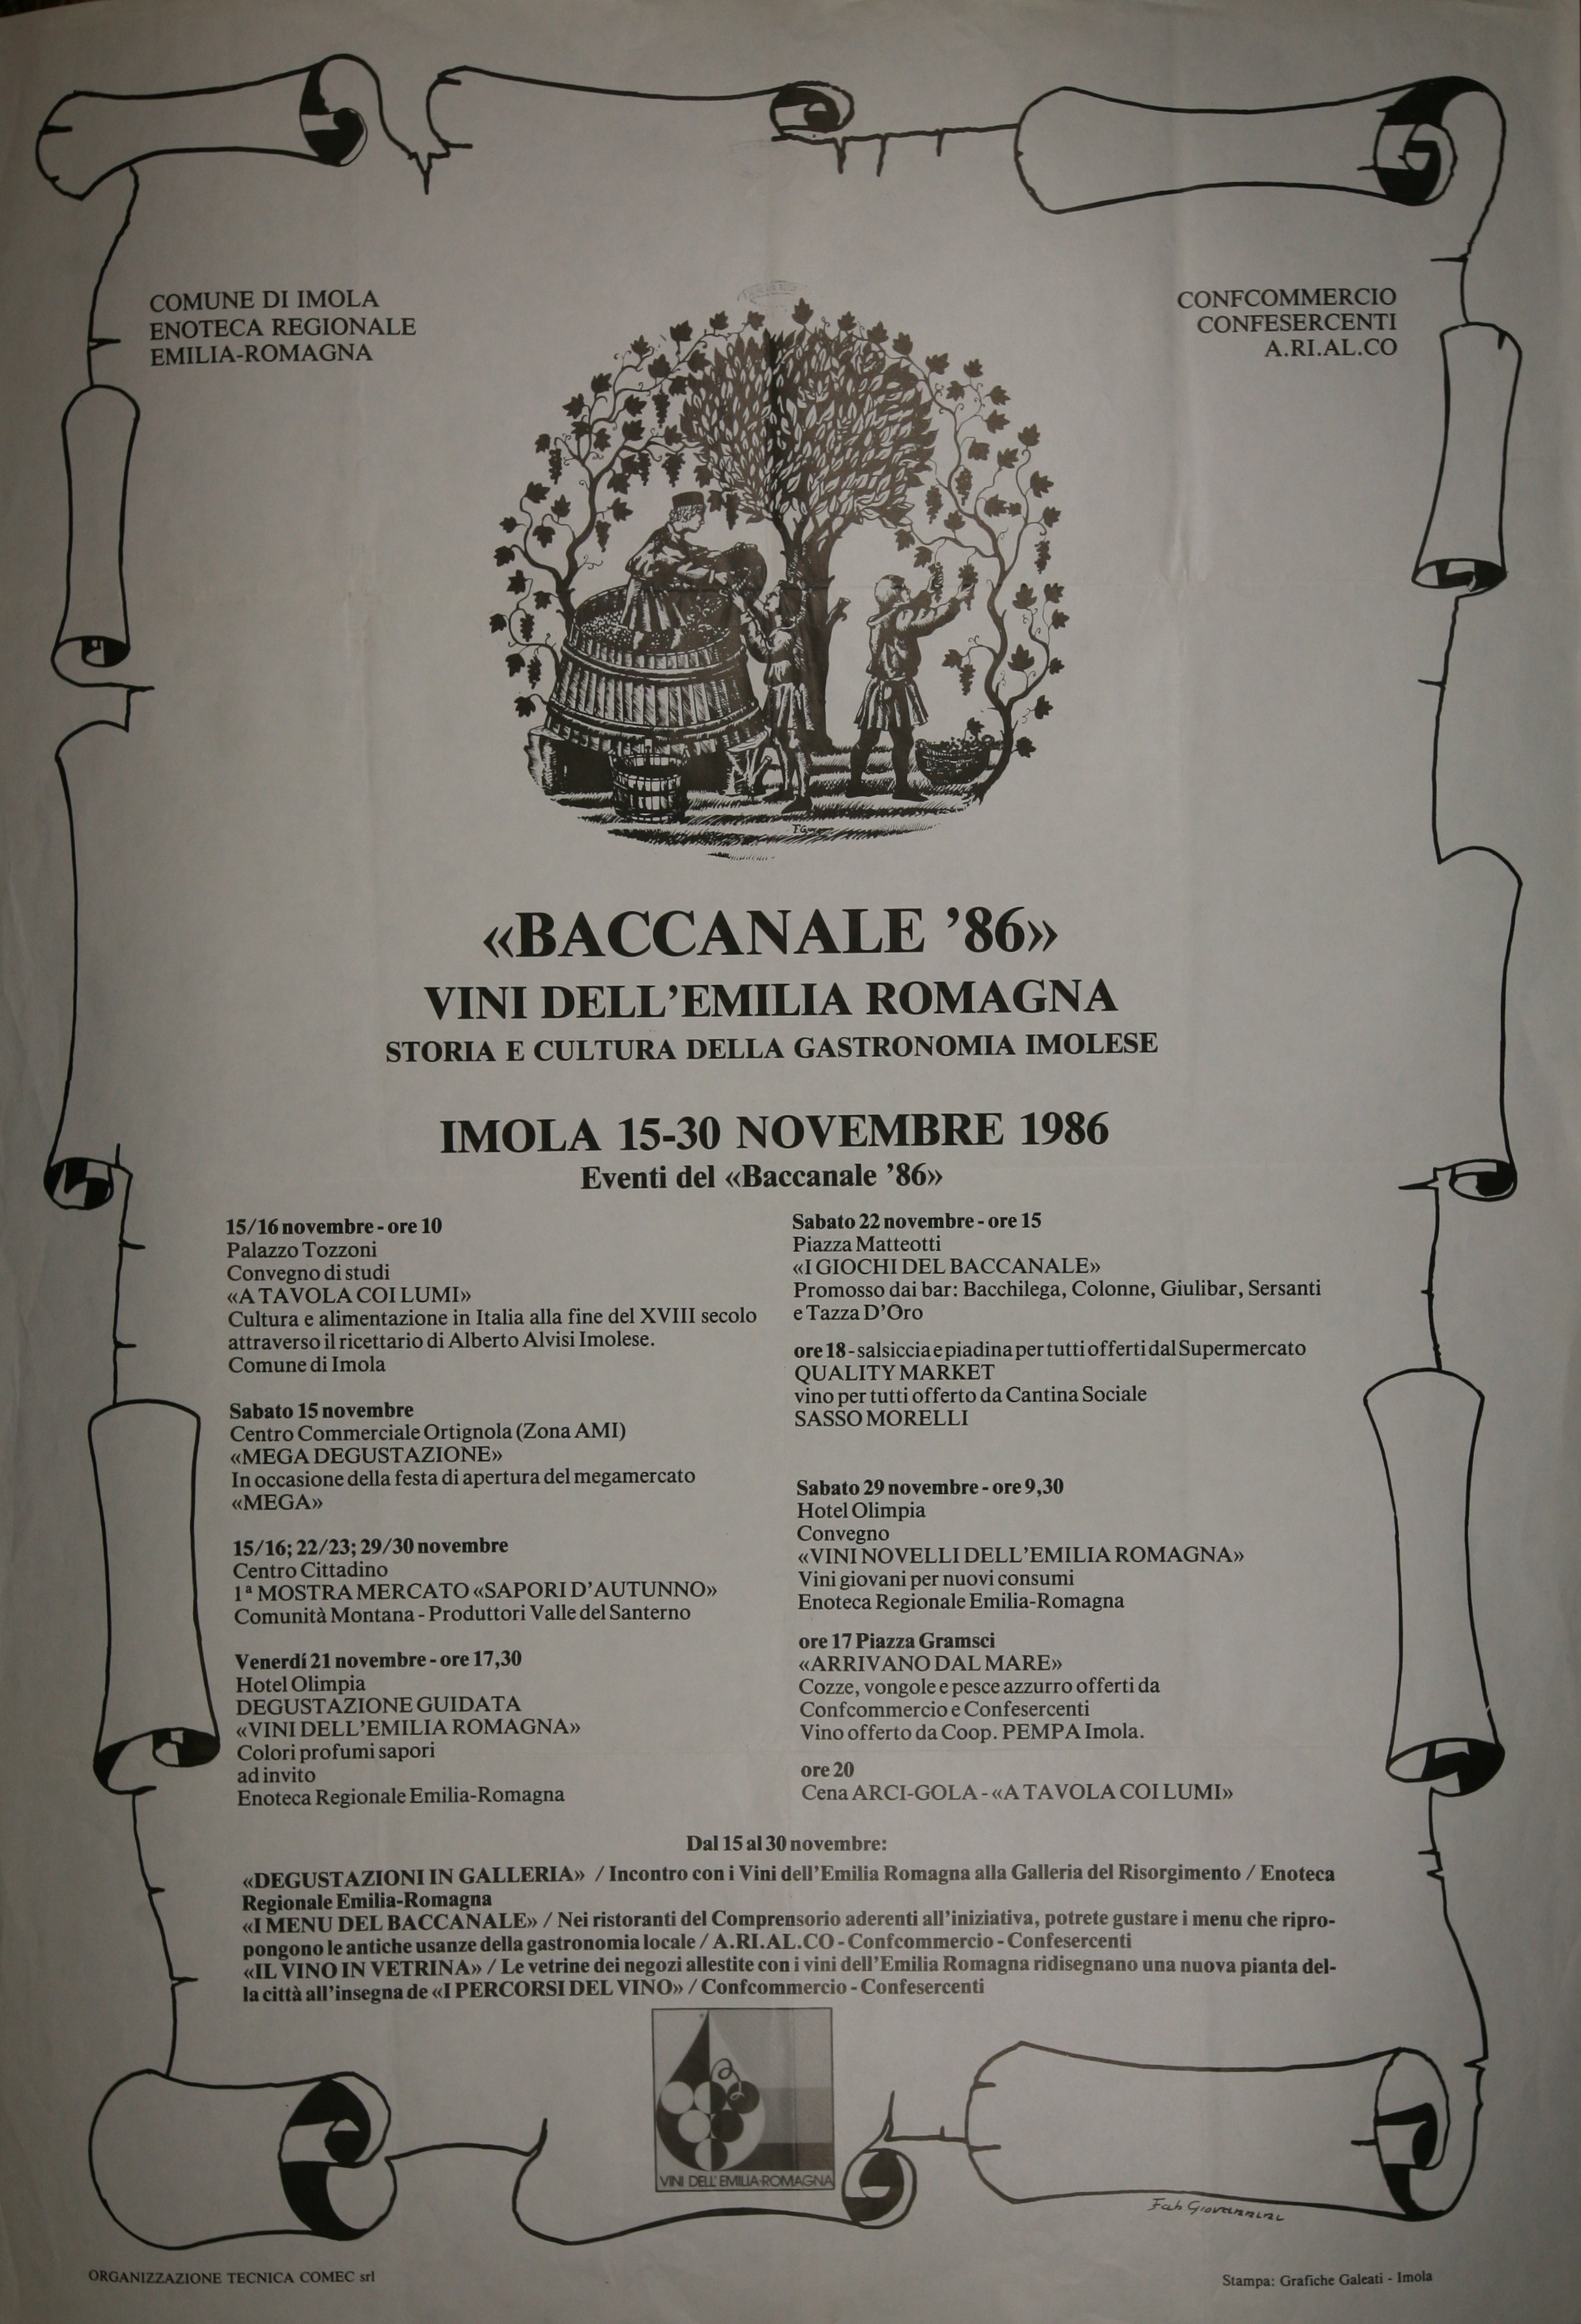 COMUNE DI IMOLA
ENOTECA REGIONALE
EMILIA-ROMAGNA
CONFCOMMERCIO
CONFESERCENTI
A.RI.AL.CO
«BACCANALE ’86»
VINI DELL’EMILIA ROMAGNA
STORIA E CULTURA DELLA GASTRONOMIA IMOLESE
IMOLA 15-30 NOVEMBRE 1986
Eventi del «Baccanale ’86»
15/16 novembre - ore 10
Palazzo Tozzoni
Convegno di studi
«A TAVOLA COI LUMI»
Cultura e alimentazione in Italia alla fine del XVIII secolo
attraverso il ricettario di Alberto Alvisi Imolese.
Comune di Imola
Sabato 15 novembre
Centro Commerciale Ortignola (Zona AMI)
«MEGA DEGUSTAZIONE»
In occasione della festa di apertura del megamercato
«MEGA»
15/16; 22/23; 29/30 novembre
Centro Cittadino
1ª MOSTRA MERCATO «SAPORI D’AUTUNNO»
Comunità Montana - Produttori Valle del Santerno
Venerdí 21 novembre - ore 17,30
Hotel Olimpia
DEGUSTAZIONE GUIDATA
«VINI DELL’EMILIA ROMAGNA»
Colori profumi sapori
ad invito
Enoteca Regionale Emilia-Romagna
Sabato 22 novembre - ore 15
Piazza Matteotti
«I GIOCHI DEL BACCANALE»
Promosso dai bar: Bacchilega, Colonne, Giulibar, Sersanti
e Tazza D’Oro
ore 18 - salsiccia e piadina per tutti offerti dal Supermercato
QUALITY MARKET
vino per tutti offerto da Cantina Sociale
SASSO MORELLI
Sabato 29 novembre - ore 9,30
Hotel Olimpia
Convegno
«VINI NOVELLI DELL’EMILIA ROMAGNA»
Vini giovani per nuovi consumi
Enoteca Regionale Emilia-Romagna
ore 17 Piazza Gramsci
«ARRIVANO DAL MARE»
Cozze, vongole e pesce azzurro offerti da
Confcommercio e Confesercenti
Vino offerto da Coop. PEMPA Imola.
ore 20
Cena ARCI-GOLA - «A TAVOLA COI LUMI»
Dal 15 al 30 novembre:
«DEGUSTAZIONI IN GALLERIA» / Incontro con i Vini dell’Emilia Romagna alla Galleria del Risorgimento / Enoteca
Regionale Emilia-Romagna
«I MENU DEL BACCANALE» / Nei ristoranti del Comprensorio aderenti all’iniziativa, potrete gustare i menu che ripro-
pongono le antiche usanze della gastronomia locale / A.RI.AL.CO - Confcommercio - Confesercenti
«IL VINO IN VETRINA» / Le vetrine dei negozi allestite con i vini dell’Emilia Romagna ridisegnano una nuova pianta del-
la città all’insegna de «I PERCORSI DEL VINO» / Confcommercio - Confesercenti
VINI DELL’EMILIA-ROMAGNA
Fab Giovannini
ORGANIZZAZIONE TECNICA COMEC srl
Stampa: Grafiche Galeati - Imola